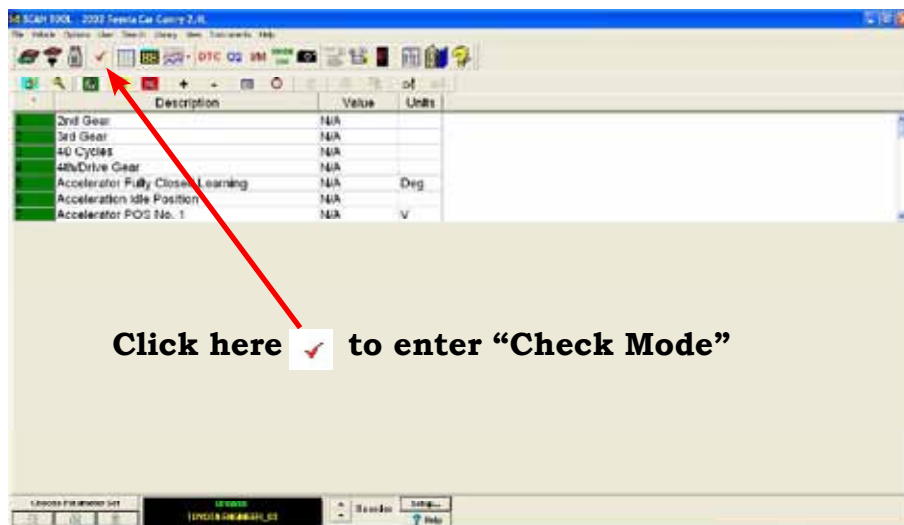 SCAN TOOL - 2002 Toyota Car Camry 2.4L
File Vehicle Options User Search Library View Instruments Help
DTC O2 I/M
Description Value Units
2nd Gear N/A
3rd Gear N/A
40 Cycles N/A
4th/Drive Gear N/A
Accelerator Fully Closed Learning N/A Deg
Acceleration Idle Position N/A
Accelerator POS No. 1 N/A V
Click here to enter “Check Mode”
Choose Parameter Set
Setup...
Help